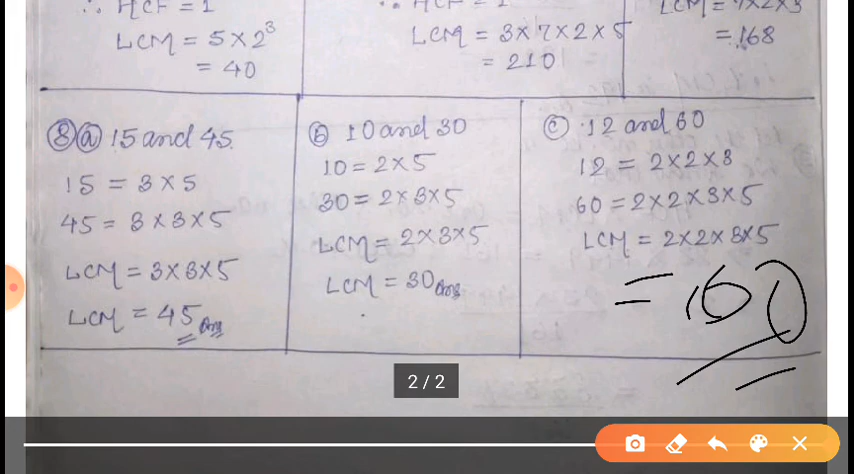 ∴ HCF = 1
LCM = 5×2³
= 40
∴ HCF = 1
LCM = 3×7×2×5
= 210
LCM = 7×2×3
= 168
⑧ⓐ 15 and 45
15 = 3×5
45 = 3×3×5
LCM = 3×3×5
LCM = 45 Ans
ⓑ 10 and 30
10 = 2×5
30 = 2×3×5
LCM = 2×3×5
LCM = 30 Ans
ⓒ 12 and 60
12 = 2×2×3
60 = 2×2×3×5
LCM = 2×2×3×5
= 60
2 / 2